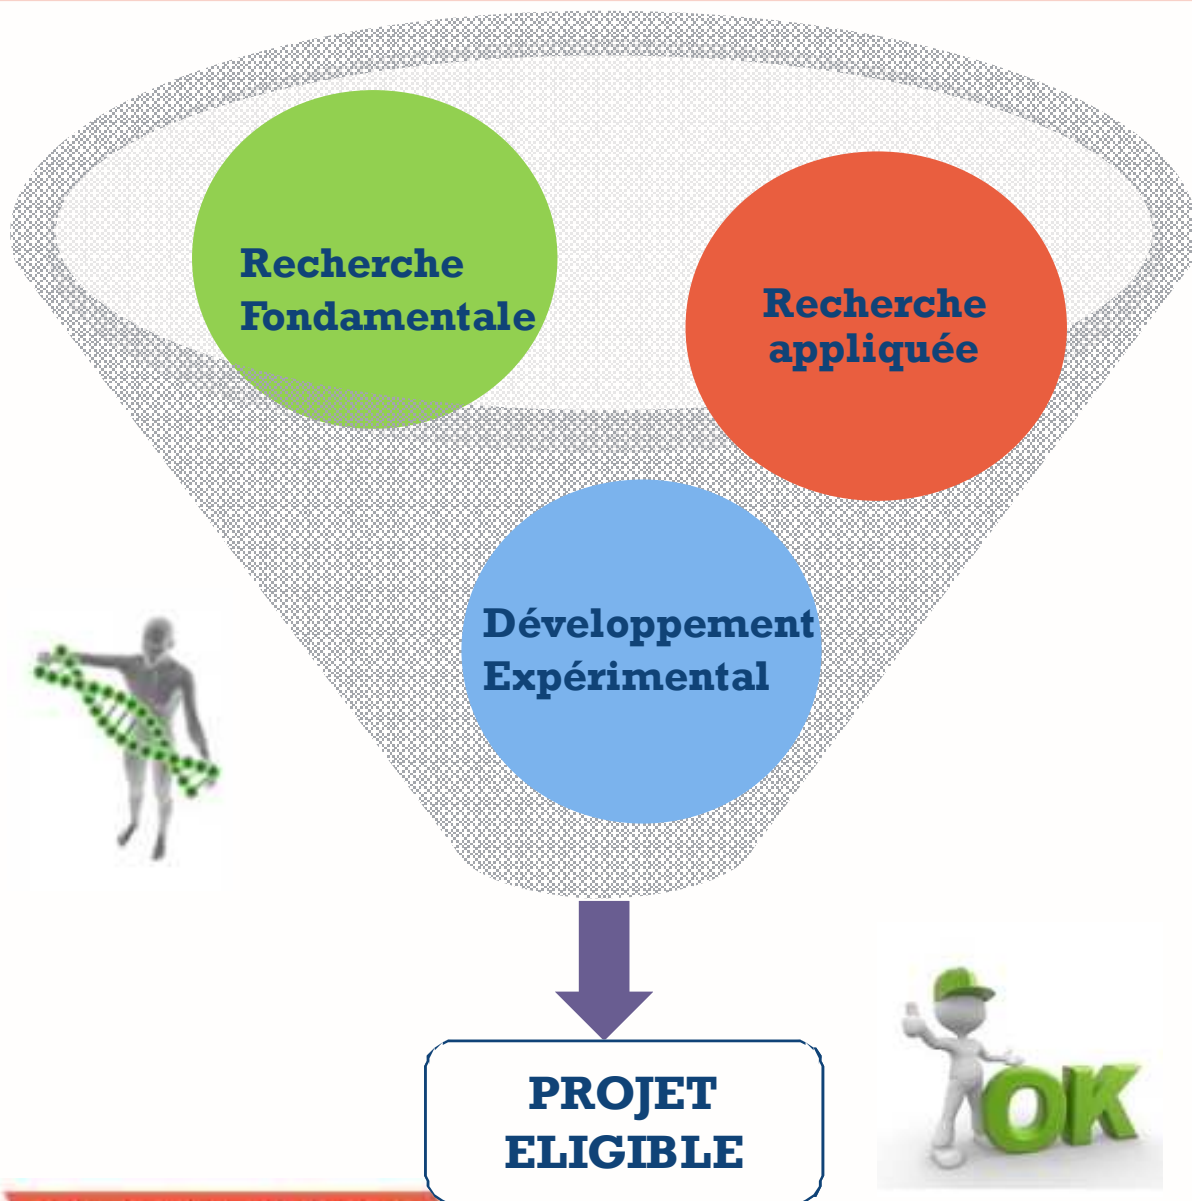 Recherche
Fondamentale
Recherche
appliquée
Développement
Expérimental
PROJET
ELIGIBLE
OK